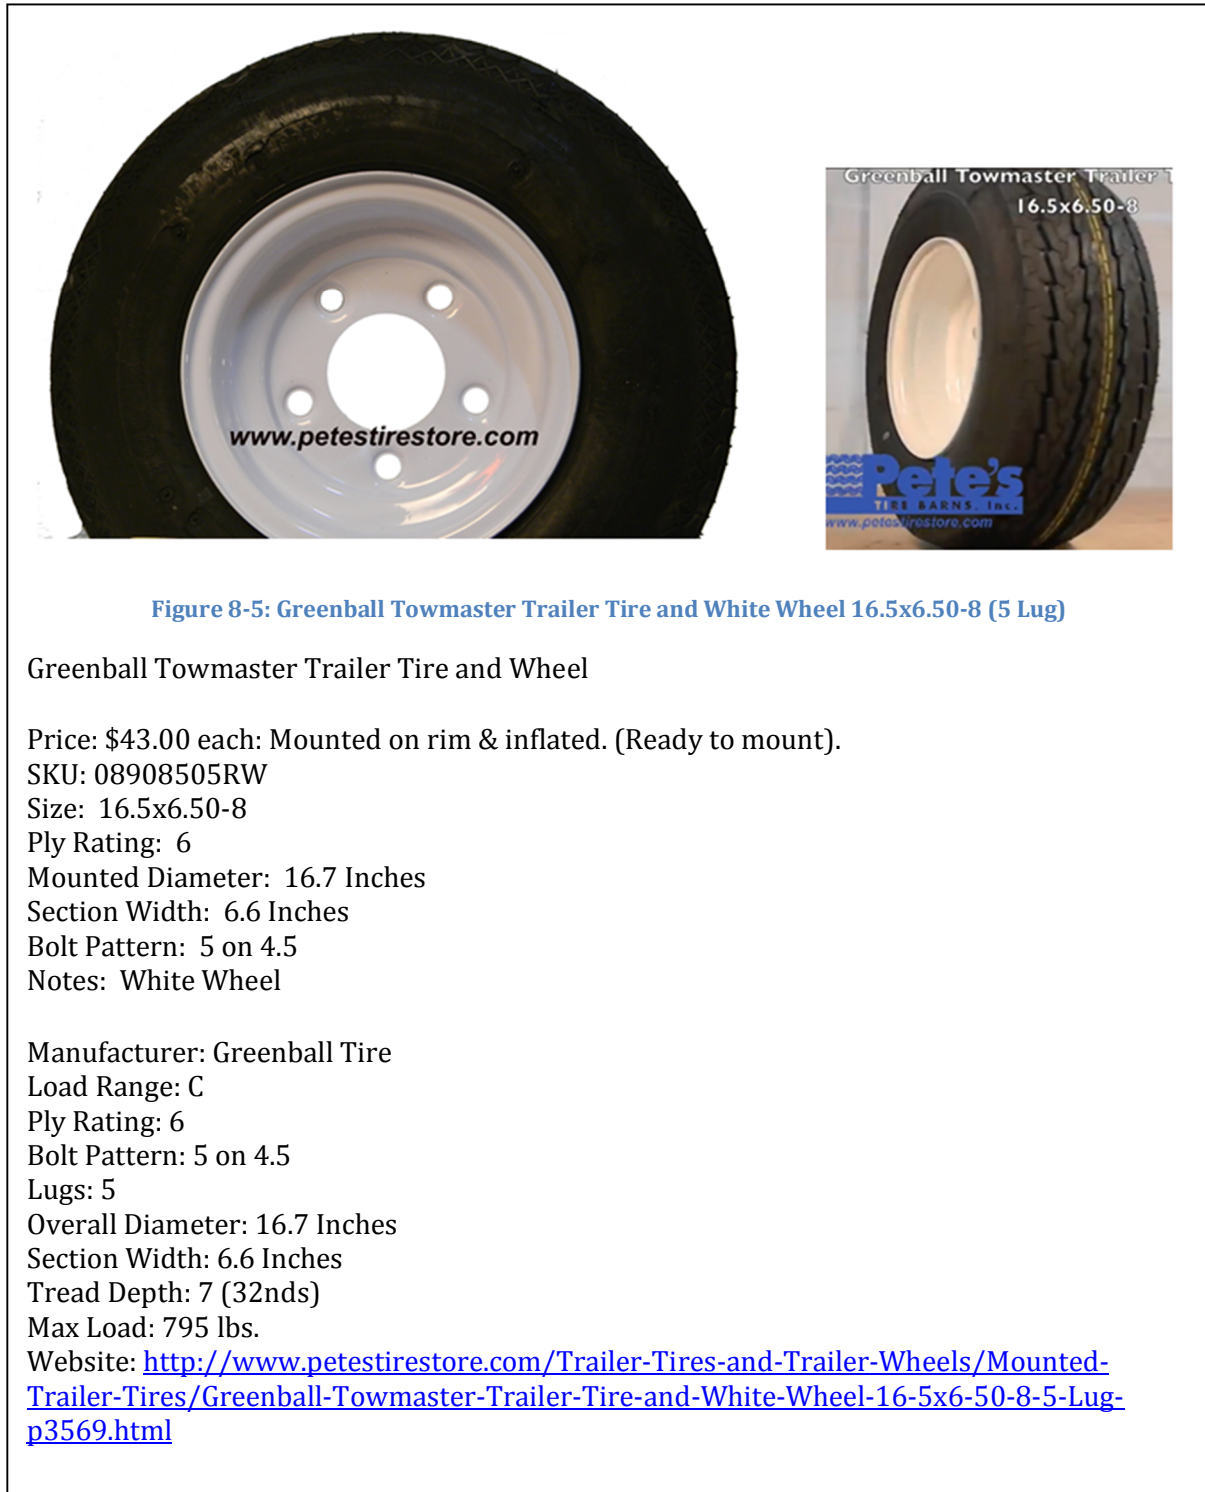 Greenball Towmaster Trailer
16.5x6.50-8
www.petestirestore.com
Pete's
TIRE BARNS, Inc.
www.petestirestore.com
Figure 8-5: Greenball Towmaster Trailer Tire and White Wheel 16.5x6.50-8 (5 Lug)
Greenball Towmaster Trailer Tire and Wheel
Price: $43.00 each: Mounted on rim & inflated. (Ready to mount).
SKU: 08908505RW
Size:  16.5x6.50-8
Ply Rating:  6
Mounted Diameter:  16.7 Inches
Section Width:  6.6 Inches
Bolt Pattern:  5 on 4.5
Notes:  White Wheel
Manufacturer: Greenball Tire
Load Range: C
Ply Rating: 6
Bolt Pattern: 5 on 4.5
Lugs: 5
Overall Diameter: 16.7 Inches
Section Width: 6.6 Inches
Tread Depth: 7 (32nds)
Max Load: 795 lbs.
Website: http://www.petestirestore.com/Trailer-Tires-and-Trailer-Wheels/Mounted-
Trailer-Tires/Greenball-Towmaster-Trailer-Tire-and-White-Wheel-16-5x6-50-8-5-Lug-
p3569.html